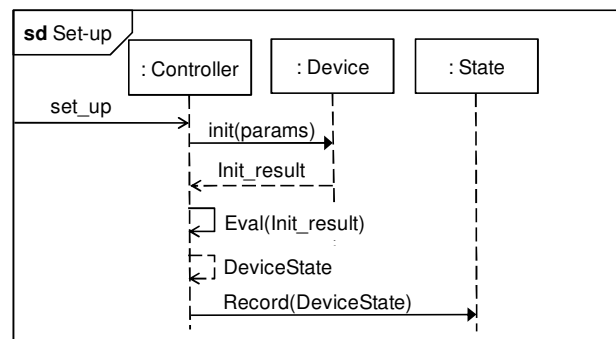 sd Set-up
: Controller
: Device
: State
set_up
init(params)
Init_result
Eval(Init_result)
DeviceState
Record(DeviceState)